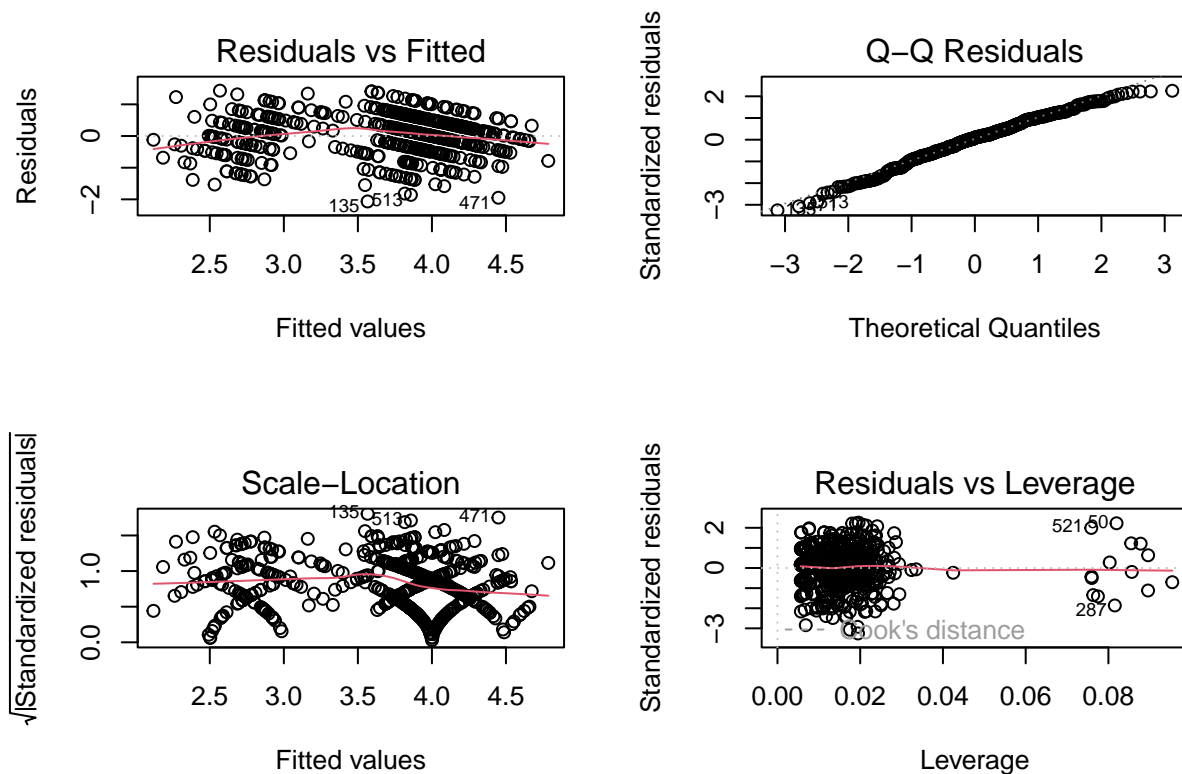 Residuals vs Fitted
Residuals
0
−2
135
513
471
2.5 3.0 3.5 4.0 4.5
Fitted values
Q−Q Residuals
Standardized residuals
2
0
−3
513
−3 −2 −1 0 1 2 3
Theoretical Quantiles
Scale−Location
√|Standardized residuals|
1.0
0.0
135
513
471
2.5 3.0 3.5 4.0 4.5
Fitted values
Residuals vs Leverage
Standardized residuals
2
0
−3
521
50
287
Cook's distance
0.00 0.02 0.04 0.06 0.08
Leverage